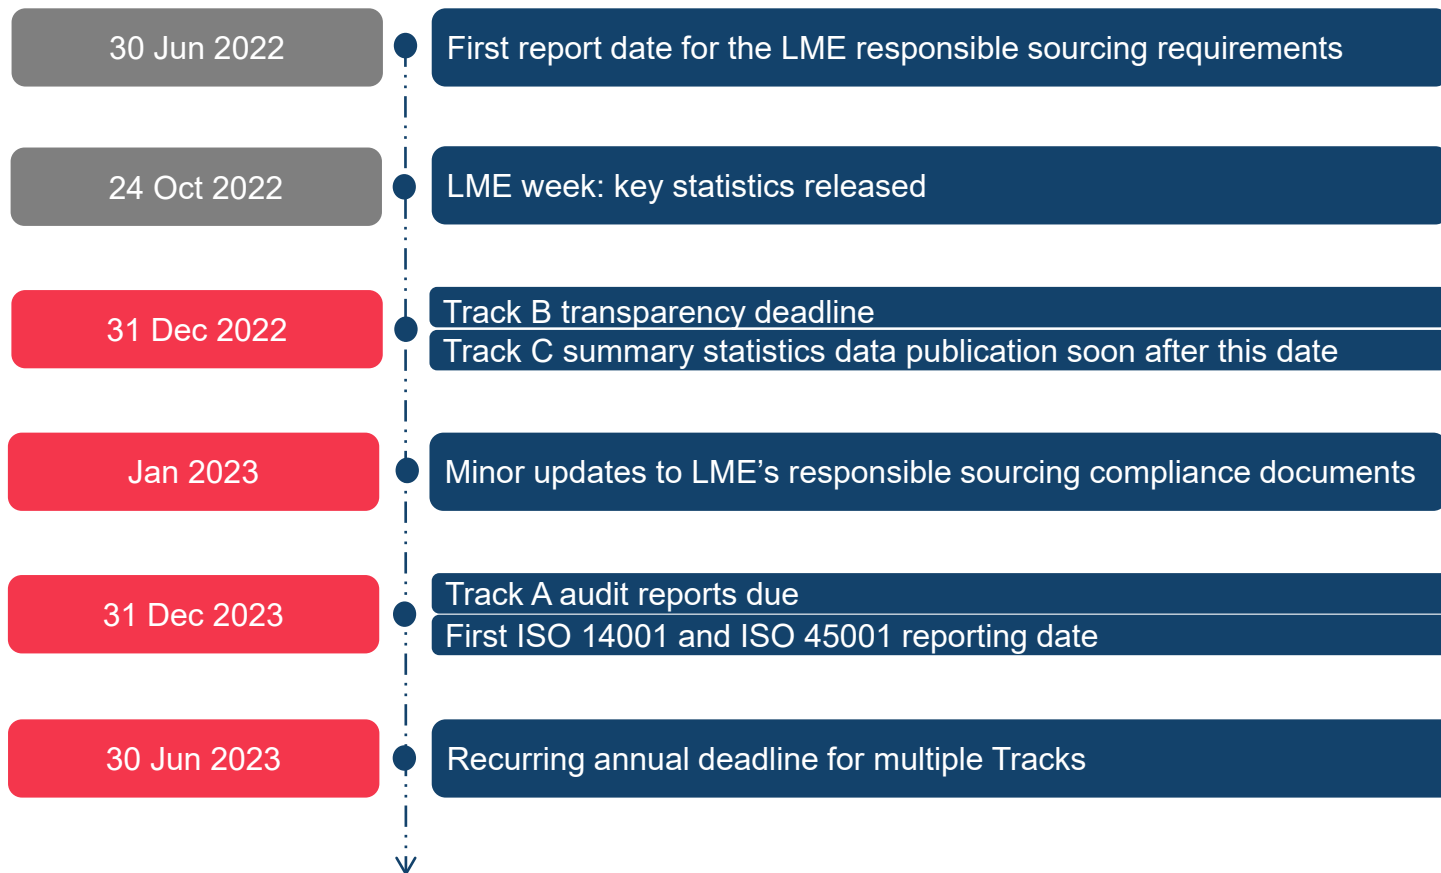 30 Jun 2022
First report date for the LME responsible sourcing requirements
24 Oct 2022
LME week: key statistics released
31 Dec 2022
Track B transparency deadline
Track C summary statistics data publication soon after this date
Jan 2023
Minor updates to LME’s responsible sourcing compliance documents
31 Dec 2023
Track A audit reports due
First ISO 14001 and ISO 45001 reporting date
30 Jun 2023
Recurring annual deadline for multiple Tracks